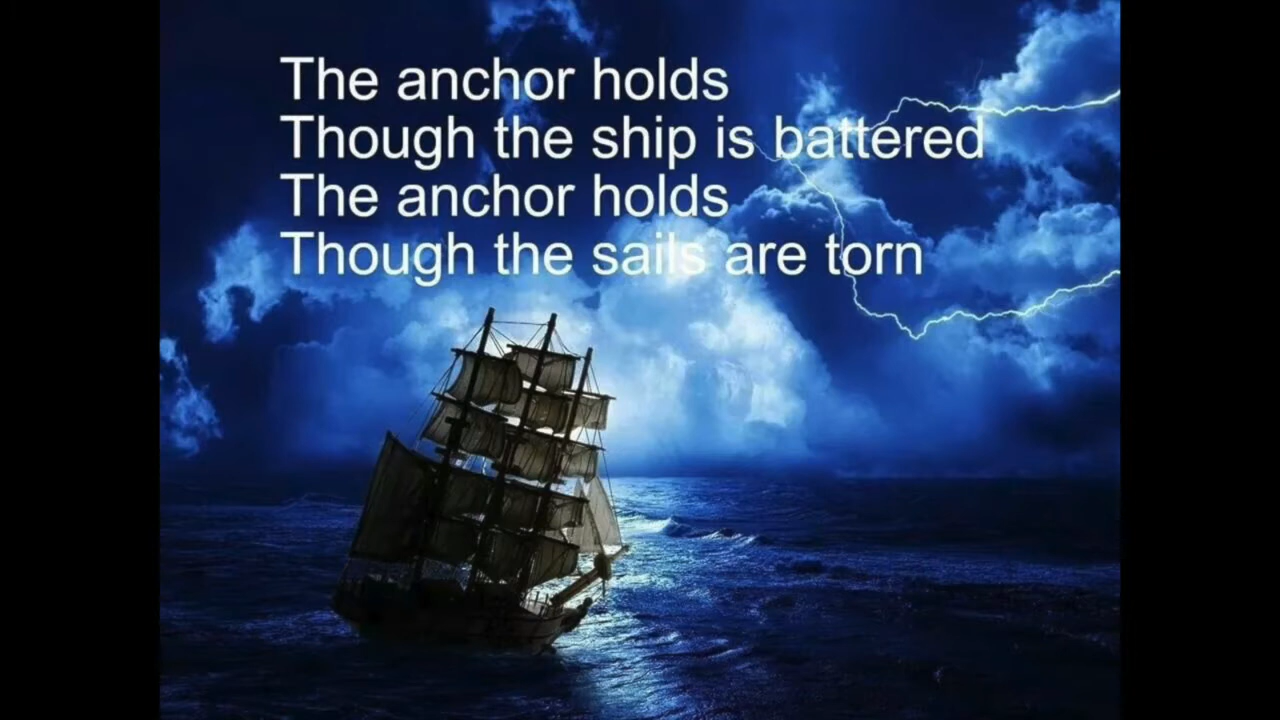 The anchor holds
Though the ship is battered
The anchor holds
Though the sails are torn